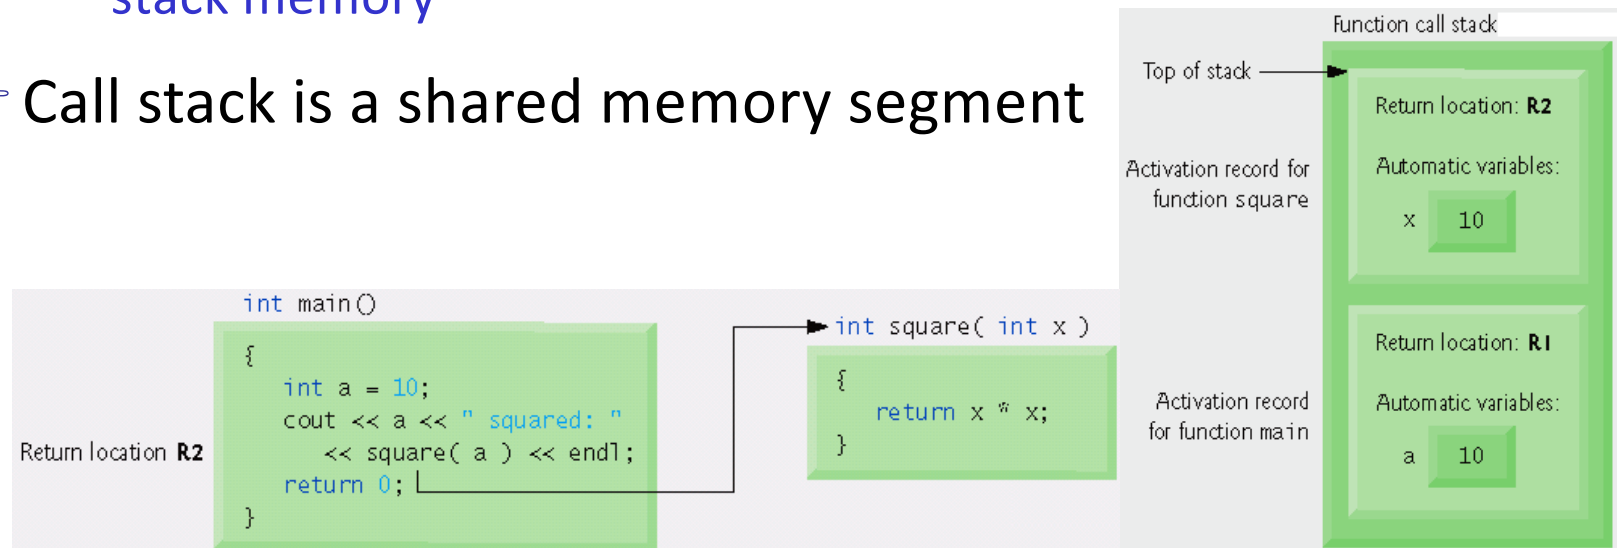 stack memory
Call stack is a shared memory segment
int main()
{
int a = 10;
cout << a << " squared: "
<< square( a ) << endl;
return 0;
}
Return location R2
int square( int x )
{
return x * x;
}
Function call stack
Top of stack
Return location: R2
Activation record for
function square
Automatic variables:
x 10
Return location: R1
Activation record
for function main
Automatic variables:
a 10